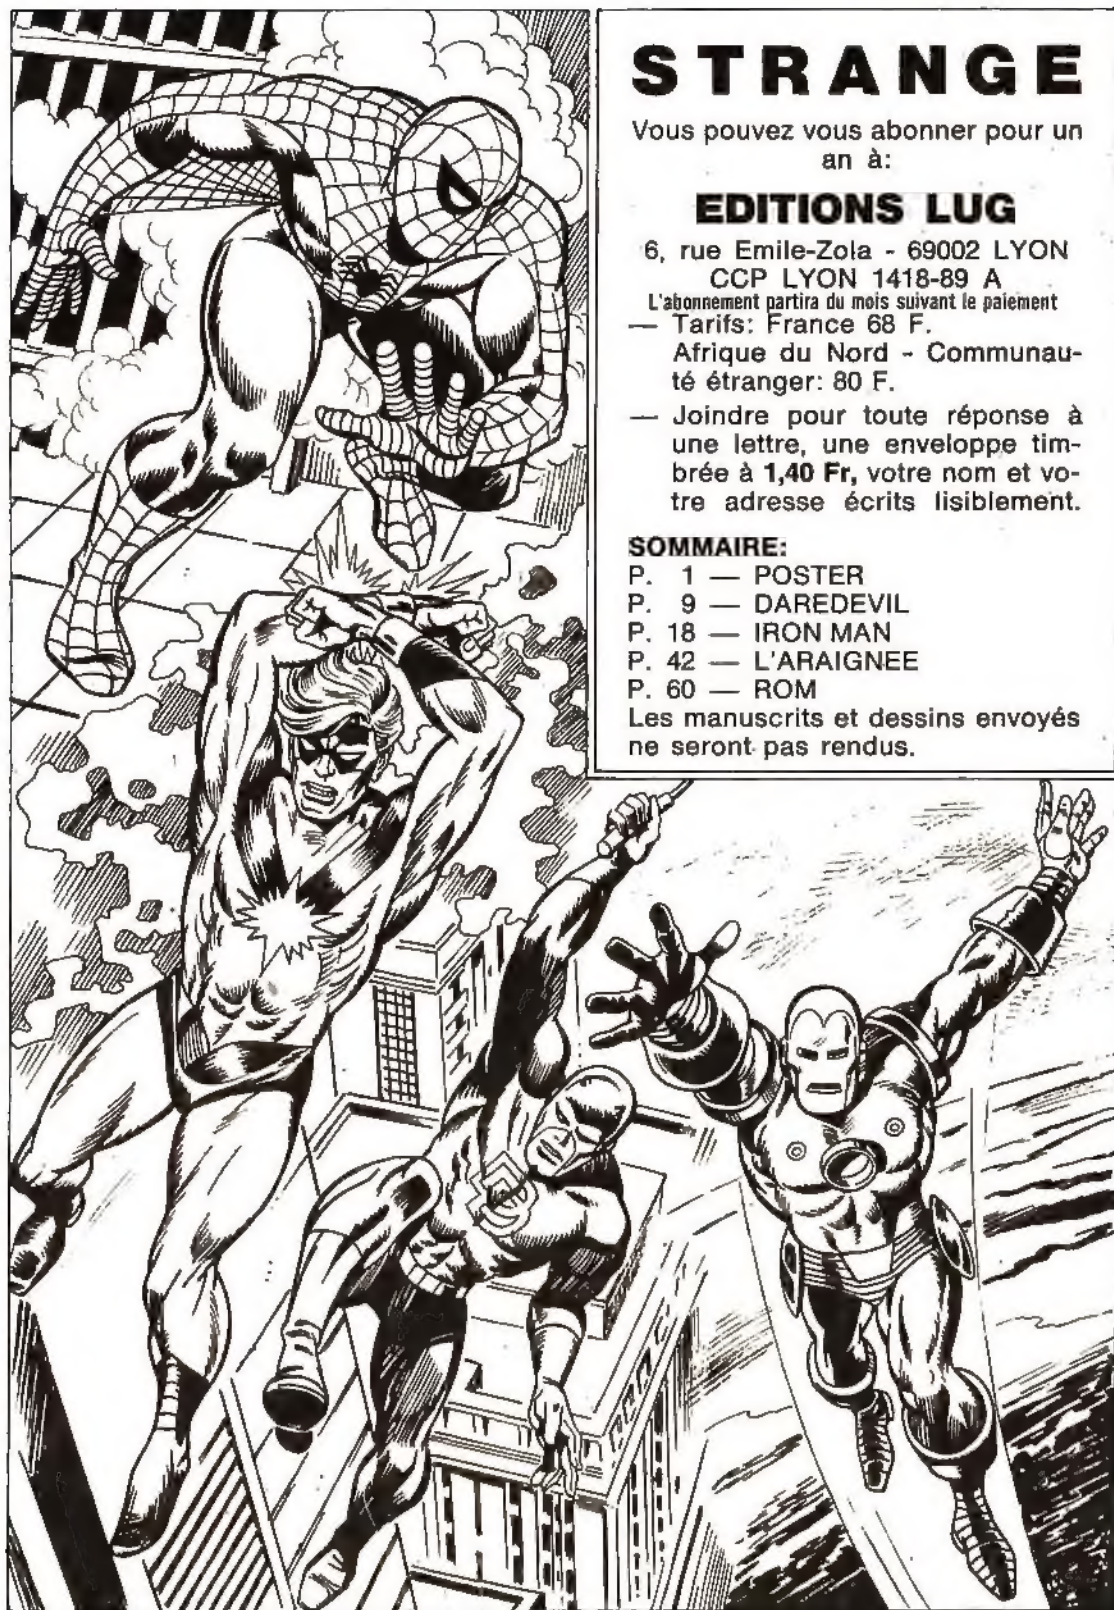 STRANGE
Vous pouvez vous abonner pour un
an à:
EDITIONS LUG
6, rue Emile-Zola - 69002 LYON
CCP LYON 1418-89 A
L'abonnement partira du mois suivant le paiement
— Tarifs: France 68 F.
Afrique du Nord - Communau-
té étranger: 80 F.
— Joindre pour toute réponse à
une lettre, une enveloppe tim-
brée à 1,40 Fr, votre nom et vo-
tre adresse écrits lisiblement.
SOMMAIRE:
P. 1 — POSTER
P. 9 — DAREDEVIL
P. 18 — IRON MAN
P. 42 — L'ARAIGNEE
P. 60 — ROM
Les manuscrits et dessins envoyés
ne seront pas rendus.